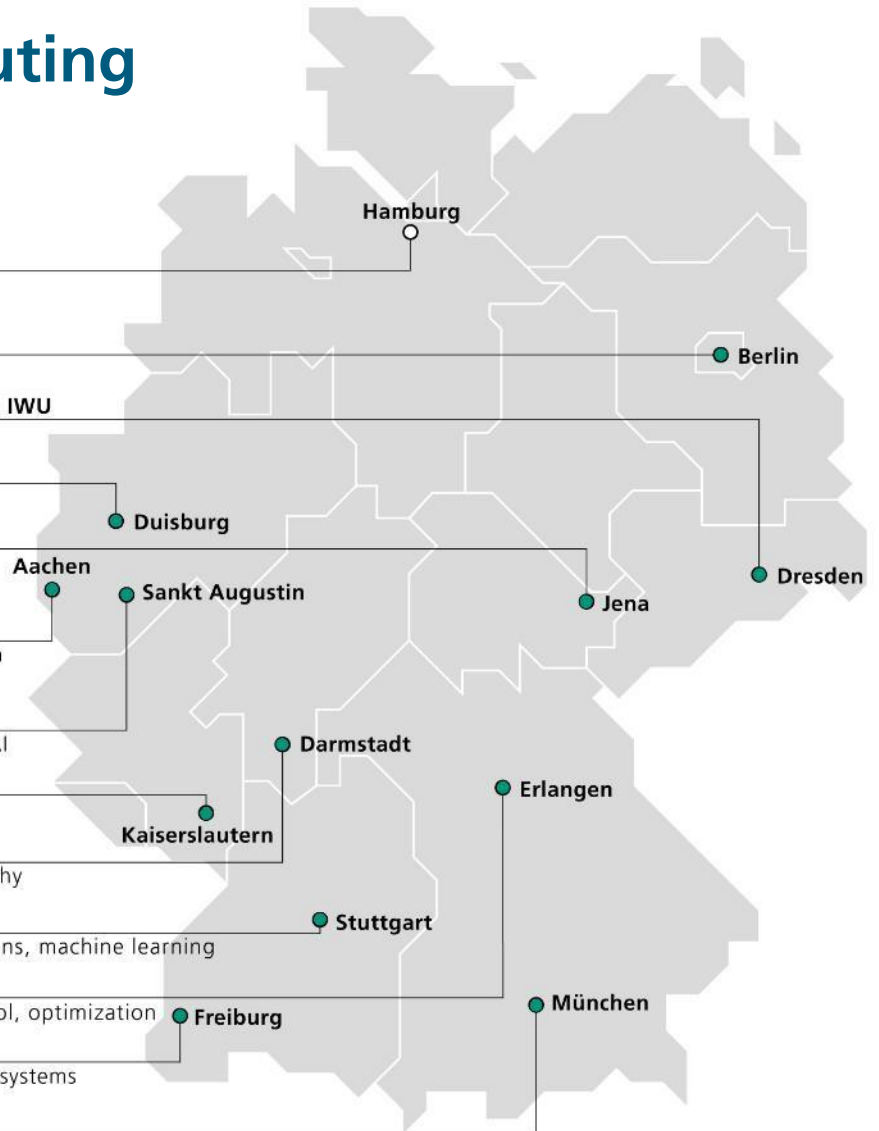 uting
Hamburg
Berlin
IWU
Duisburg
Aachen
Sankt Augustin
Dresden
Jena
Darmstadt
Erlangen
Kaiserslautern
hy
Stuttgart
ns, machine learning
München
ol, optimization
Freiburg
systems